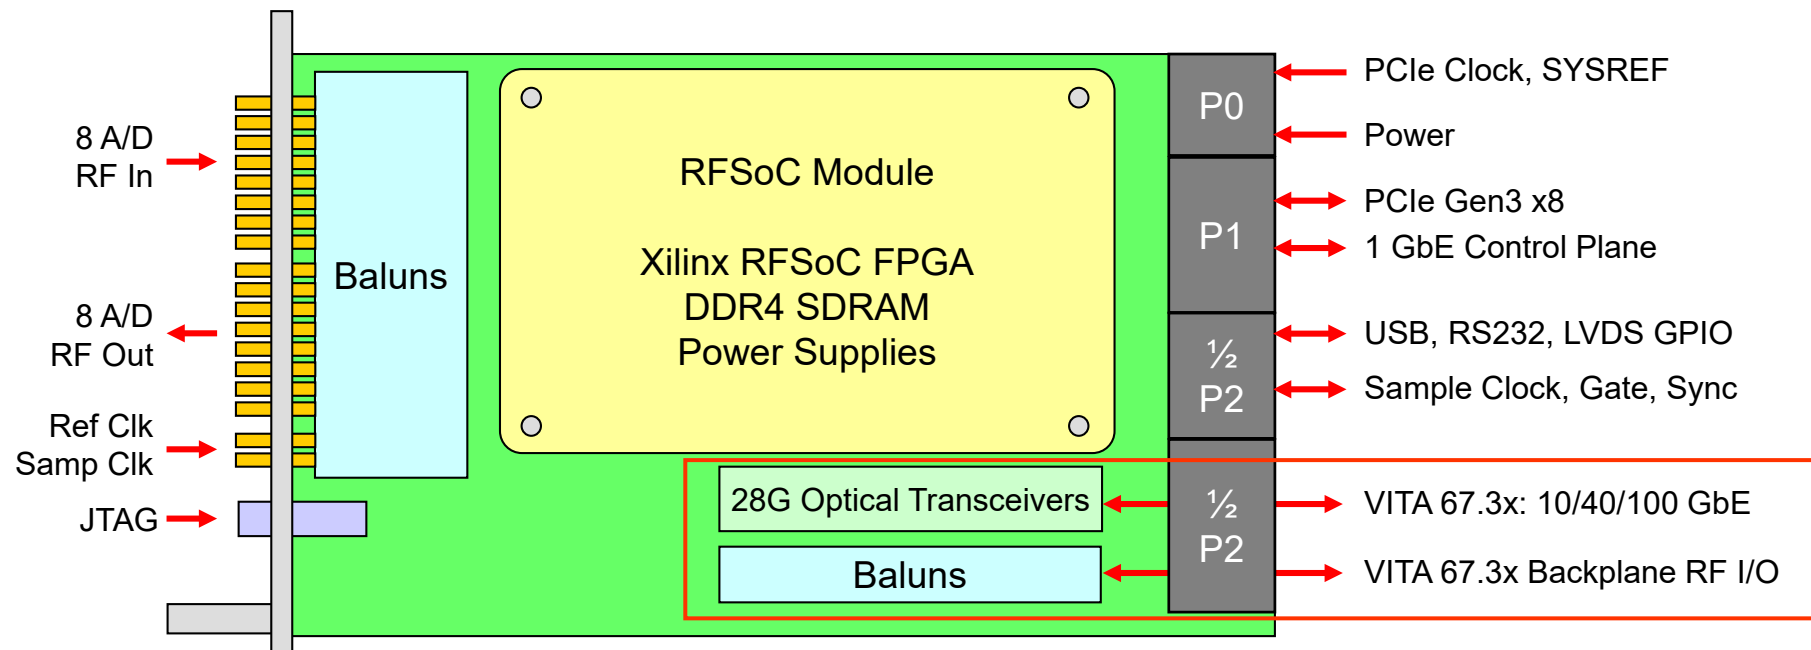 8 A/D
RF In
8 A/D
RF Out
Ref Clk
Samp Clk
JTAG
Baluns
RFSoC Module
Xilinx RFSoC FPGA
DDR4 SDRAM
Power Supplies
28G Optical Transceivers
Baluns
P0
P1
½
P2
½
P2
PCIe Clock, SYSREF
Power
PCIe Gen3 x8
1 GbE Control Plane
USB, RS232, LVDS GPIO
Sample Clock, Gate, Sync
VITA 67.3x: 10/40/100 GbE
VITA 67.3x Backplane RF I/O